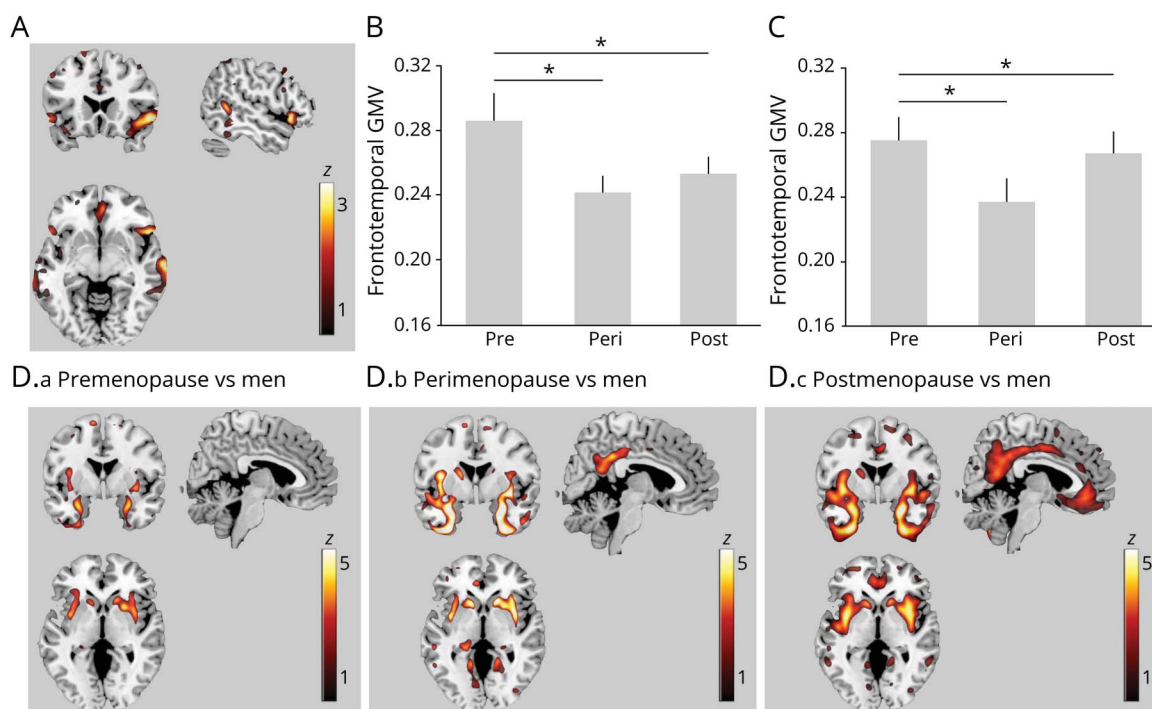 A
z
3
1
B
Frontotemporal GMV
0.32
0.28
0.24
0.20
0.16
*
*
Pre Peri Post
C
Frontotemporal GMV
0.32
0.28
0.24
0.20
0.16
*
*
Pre Peri Post
D.a Premenopause vs men
z
5
1
D.b Perimenopause vs men
z
5
1
D.c Postmenopause vs men
z
5
1